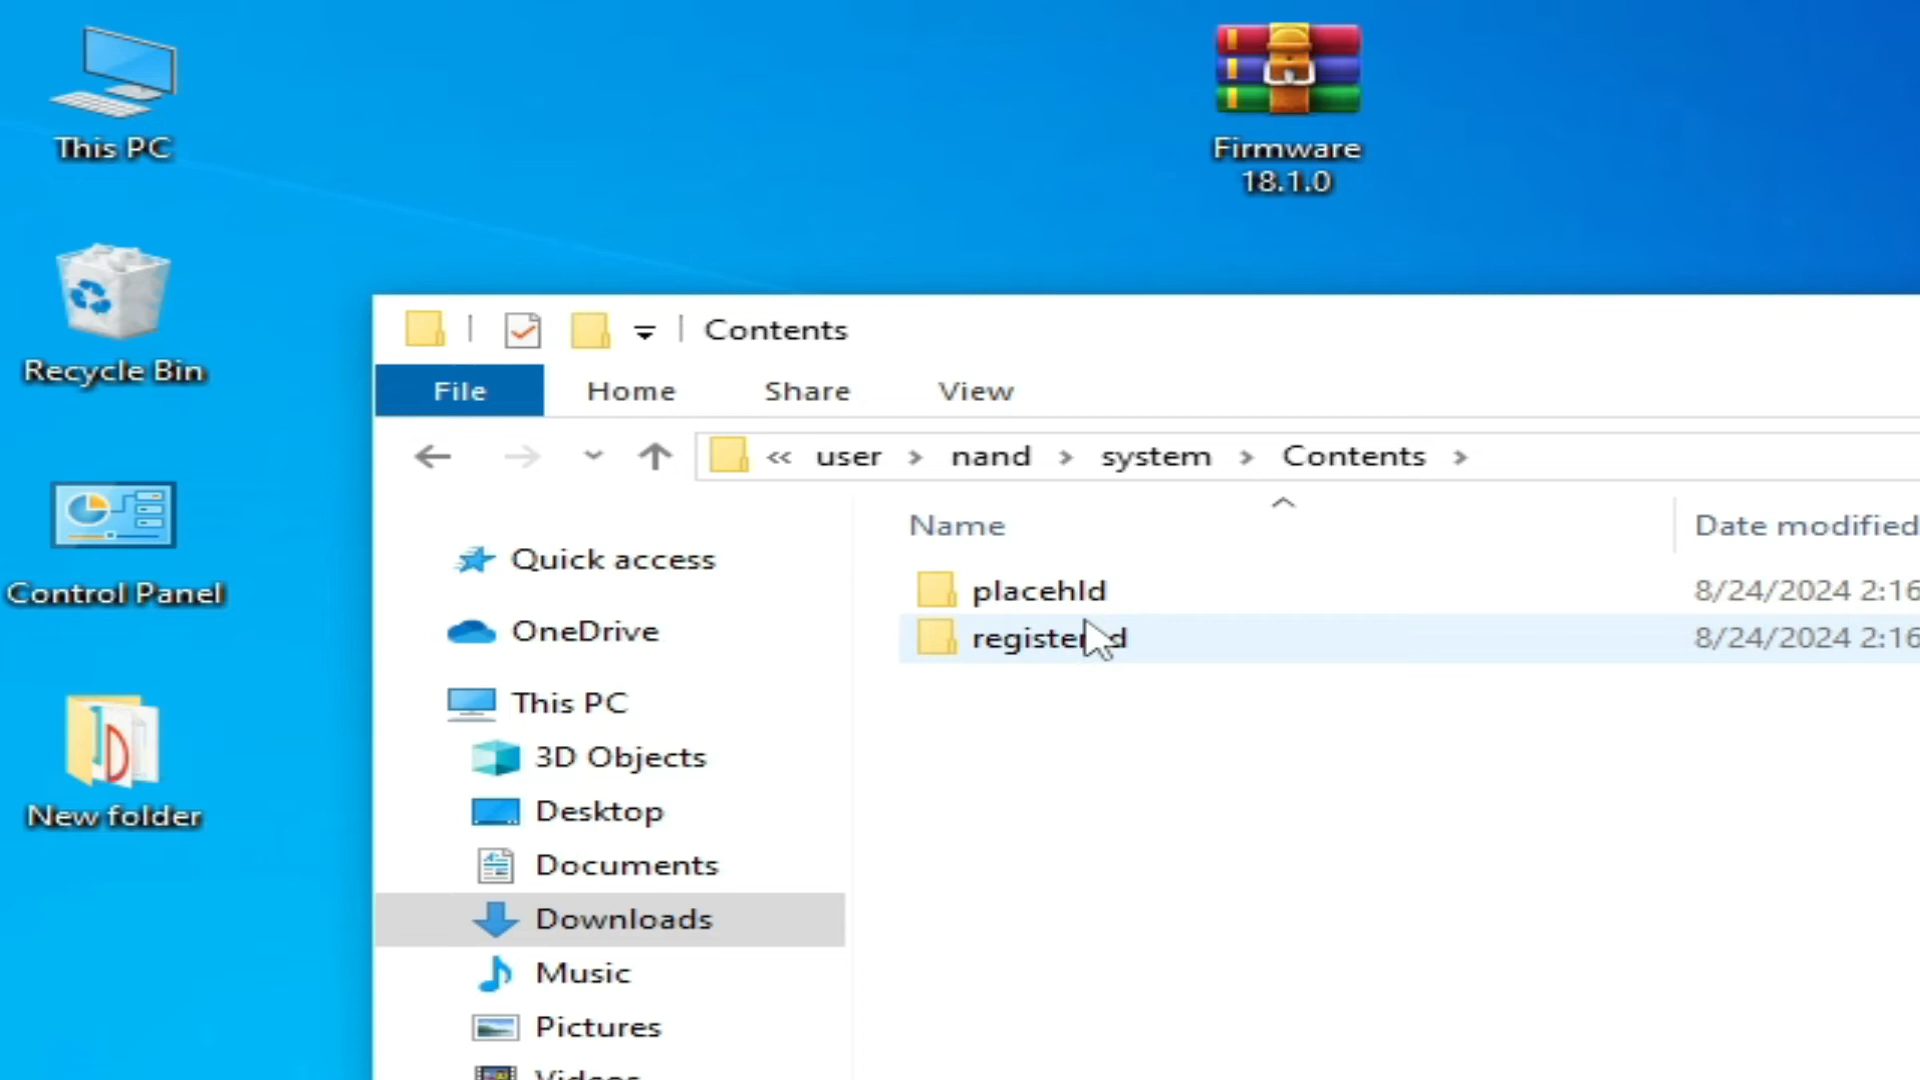 This PC
Firmware
18.1.0
Recycle Bin
Contents
File Home Share View
« user > nand > system > Contents >
Control Panel
Name Date modified
Quick access
placehld 8/24/2024 2:16
OneDrive
8/24/2024 2:16
This PC
3D Objects
New folder
Desktop
Documents
Downloads
Music
Pictures
Videos